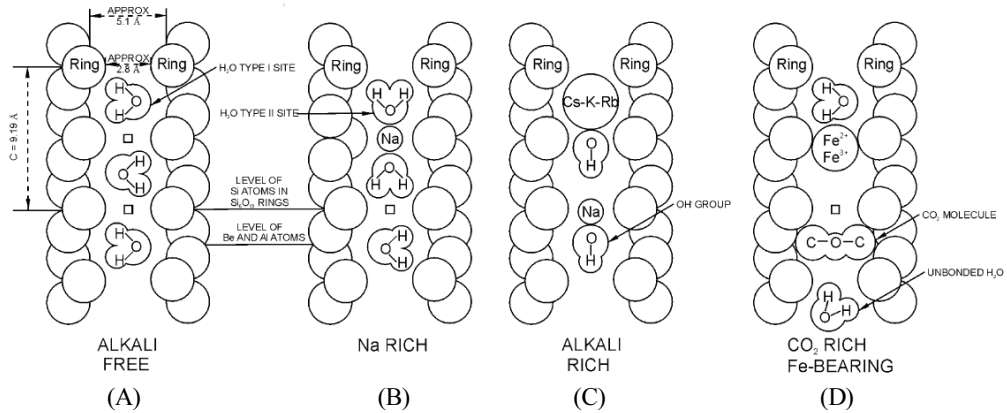 APPROX
5.1 Å
Ring
Ring
APPROX
2.8 Å
C = 9.19 Å
H
H
O
H₂O TYPE I SITE
H
H
O
H
H
O
ALKALI
FREE
(A)
Ring
Ring
H
H
O
H₂O TYPE II SITE
Na
O
H
H
LEVEL OF
Si ATOMS IN
Si₆O₁₈ RINGS
LEVEL OF
Be AND Al ATOMS
H
O
H
Na RICH
(B)
Ring
Ring
Cs-K-Rb
O
H
Na
O
H
OH GROUP
ALKALI
RICH
(C)
Ring
Ring
H
H
O
Fe²⁺
Fe³⁺
CO₂ MOLECULE
C-O-C
UNBONDED H₂O
H
H
O
CO₂ RICH
Fe-BEARING
(D)